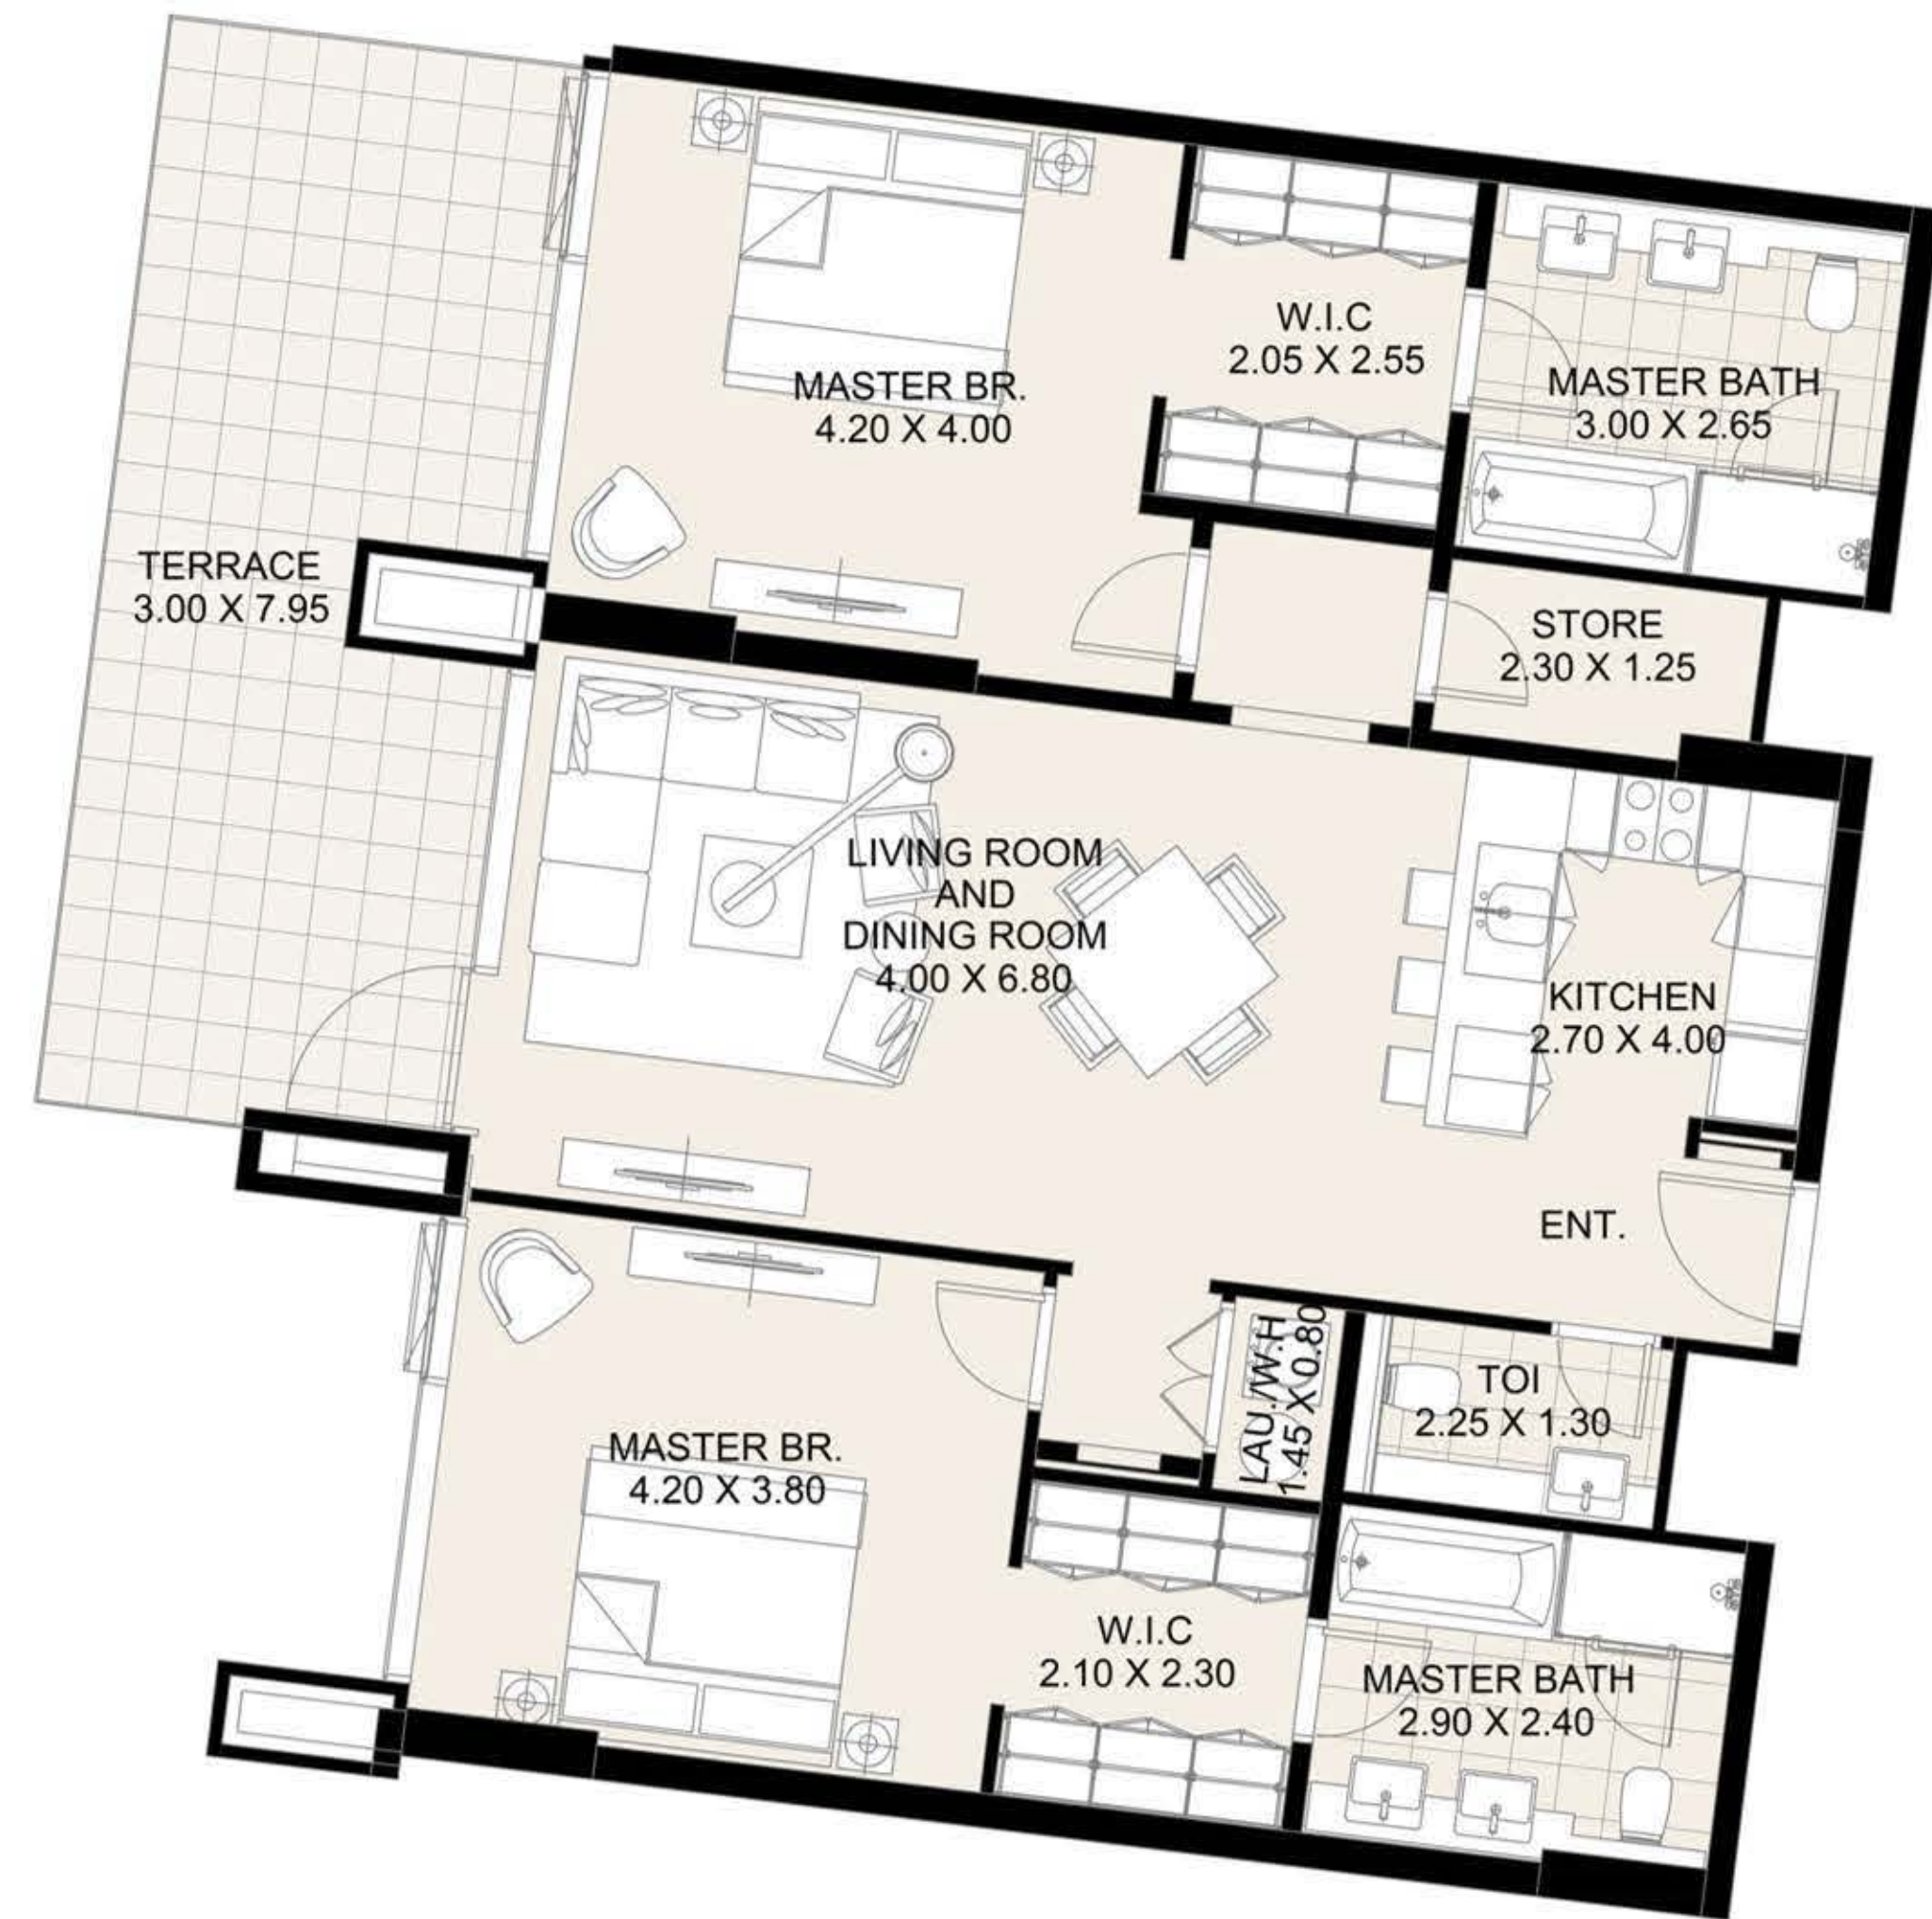 W.I.C
2.05 X 2.55
MASTER BR.
4.20 X 4.00
MASTER BATH
3.00 X 2.65
TERRACE
3.00 X 7.95
STORE
2.30 X 1.25
LIVING ROOM
AND
DINING ROOM
4.00 X 6.80
KITCHEN
2.70 X 4.00
ENT.
LAU./W.H
1.45 X 0.80
TOI
2.25 X 1.30
MASTER BR.
4.20 X 3.80
W.I.C
2.10 X 2.30
MASTER BATH
2.90 X 2.40